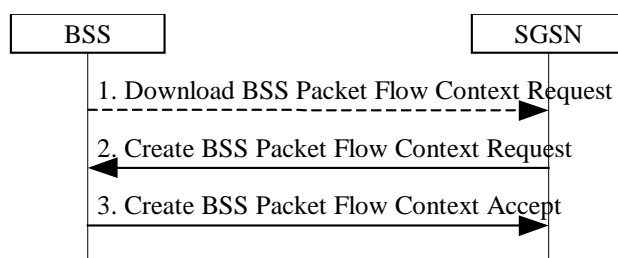 BSS
SGSN
1. Download BSS Packet Flow Context Request
2. Create BSS Packet Flow Context Request
3. Create BSS Packet Flow Context Accept